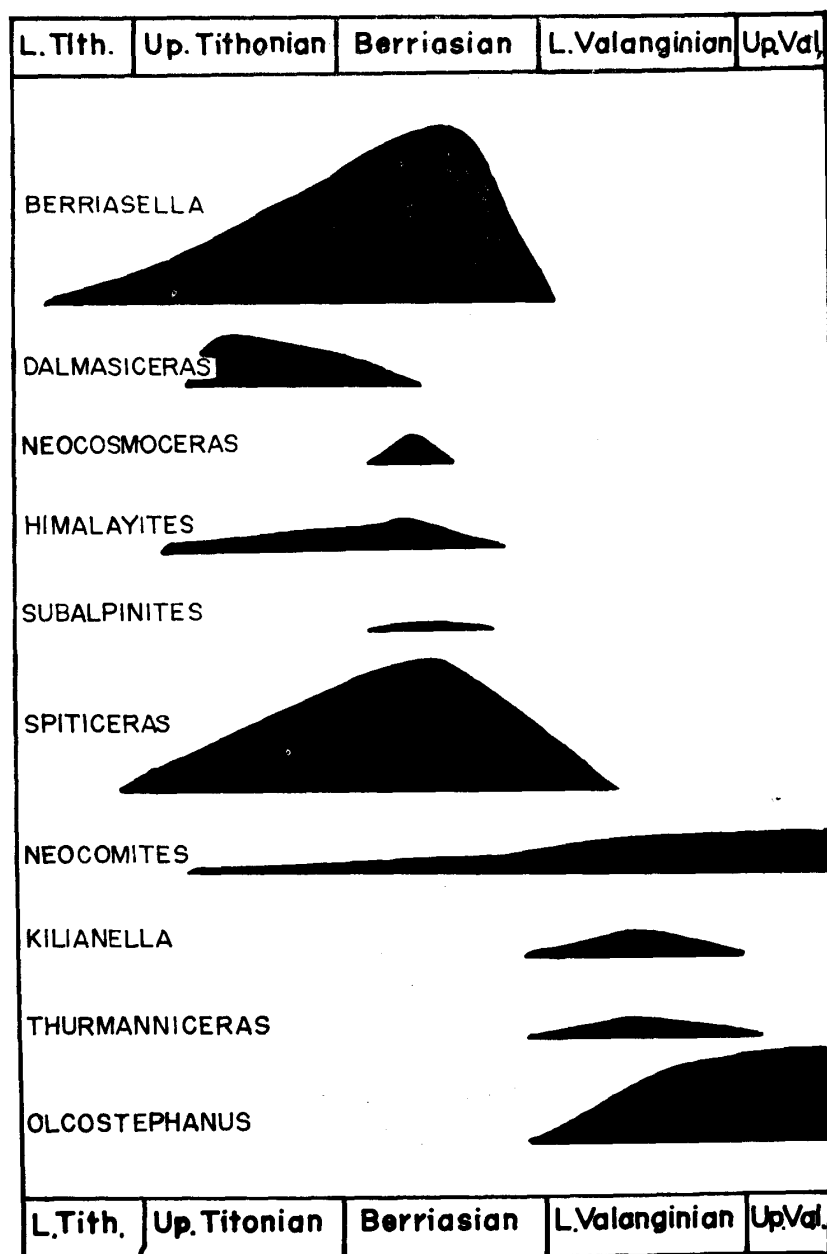 L.Tith. Up. Tithonian Berriasian L.Valanginian Up.Val.
BERRIASELLA
DALMASICERAS
NEOCOSMOCERAS
HIMALAYITES
SUBALPINITES
SPITICERAS
NEOCOMITES
KILIANELLA
THURMANNICERAS
OLCOSTEPHANUS
L.Tith. Up. Titonian Berriasian L.Valanginian Up.Val.